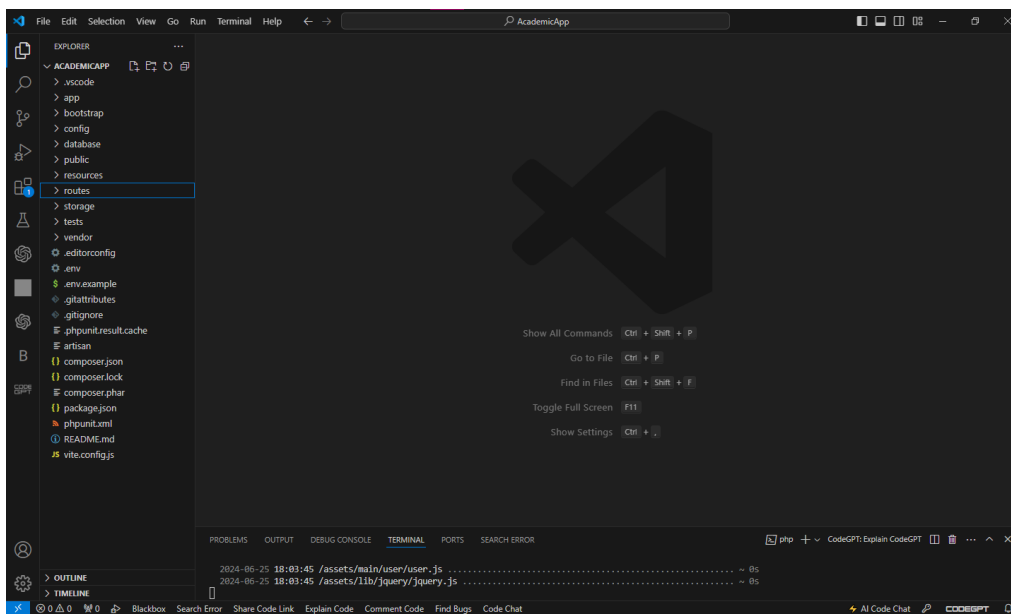 File Edit Selection View Go Run Terminal Help
AcademicApp
EXPLORER
ACADEMICAPP
.vscode
app
bootstrap
config
database
public
resources
routes
storage
tests
vendor
.editorconfig
.env
$ .env.example
.gitattributes
.gitignore
.phpunit.result.cache
artisan
{} composer.json
{} composer.lock
composer.phar
{} package.json
phpunit.xml
README.md
JS vite.config.js
OUTLINE
TIMELINE
1
B
CODE GPT
Show All Commands Ctrl + Shift + P
Go to File Ctrl + P
Find in Files Ctrl + Shift + F
Toggle Full Screen F11
Show Settings Ctrl + ,
PROBLEMS OUTPUT DEBUG CONSOLE TERMINAL PORTS SEARCH ERROR
php CodeGPT: Explain CodeGPT
2024-06-25 18:03:45 /assets/main/user/user.js ................................................ ~ 0s
2024-06-25 18:03:45 /assets/lib/jquery/jquery.js ............................................. ~ 0s
0 0 0 Blackbox Search Error Share Code Link Explain Code Comment Code Find Bugs Code Chat
AI Code Chat CODEGPT